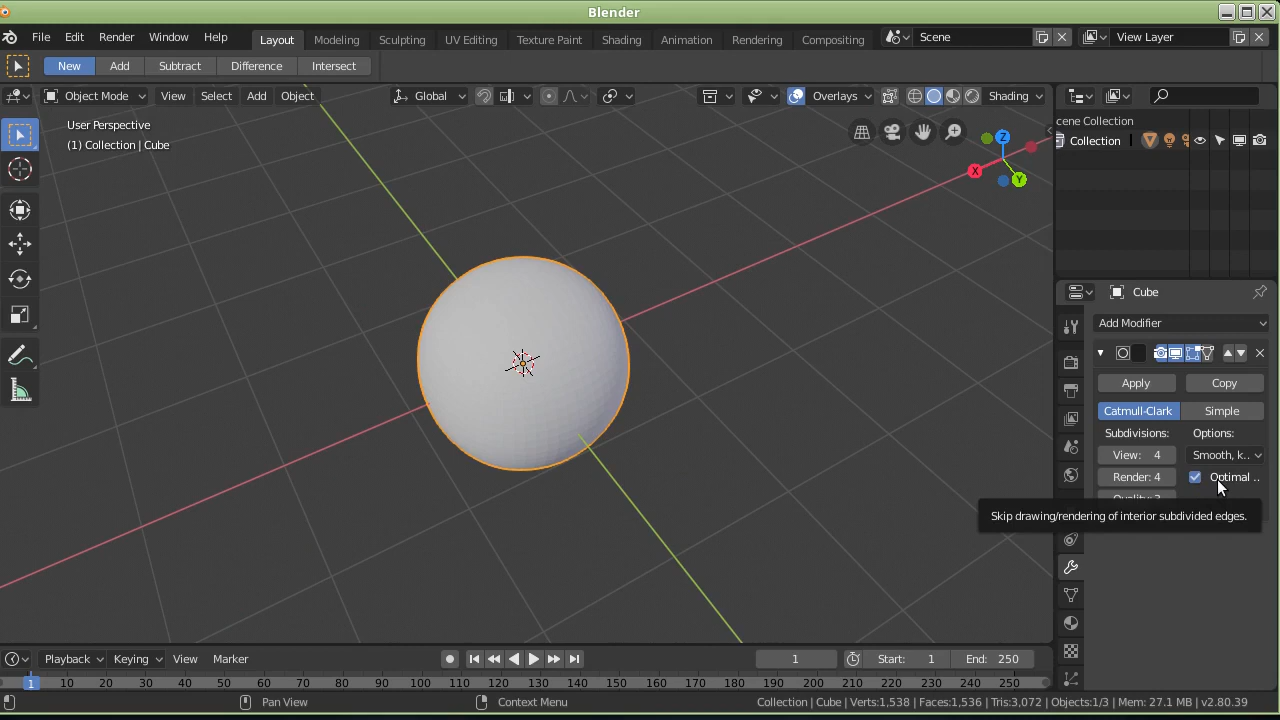 Blender
File Edit Render Window Help
Layout Modeling Sculpting UV Editing Texture Paint Shading Animation Rendering Compositing Scene View Layer
New Add Subtract Difference Intersect
Object Mode View Select Add Object Global Overlays Shading
User Perspective
(1) Collection | Cube
Z
X
Y
cene Collection
Collection
Cube
Add Modifier
Apply Copy
Catmull-Clark Simple
Subdivisions: Options:
View: 4 Smooth, k..
Render: 4 Optimal ..
Skip drawing/rendering of interior subdivided edges.
Playback Keying View Marker 1 Start: 1 End: 250
1 10 20 30 40 50 60 70 80 90 100 110 120 130 140 150 160 170 180 190 200 210 220 230 240 250
Pan View Context Menu Collection | Cube | Verts:1,538 | Faces:1,536 | Tris:3,072 | Objects:1/3 | Mem: 27.1 MB | v2.80.39